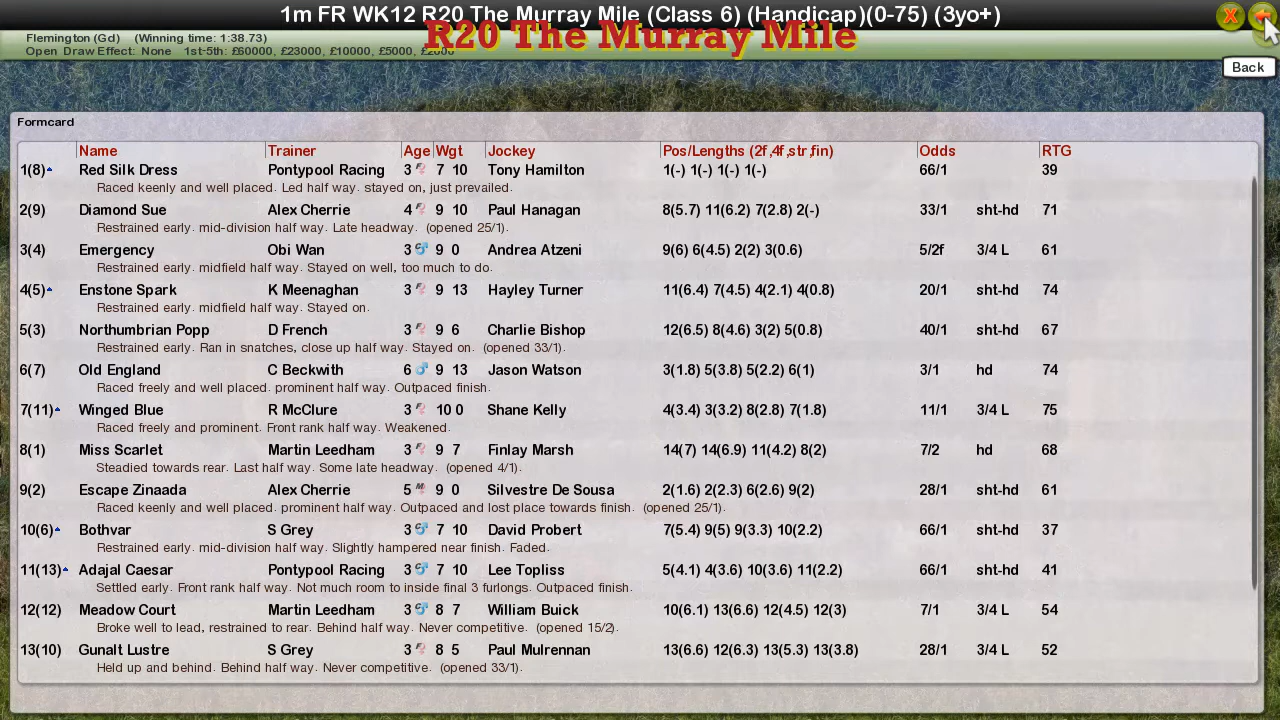 1m FR WK12 R20 The Murray Mile (Class 6) (Handicap)(0-75) (3yo+)
R20 The Murray Mile
Flemington (Gd) (Winning time: 1:38.73)
Open Draw Effect: None 1st-5th: £60000, £23000, £10000, £5000, £2000
X
Back
Formcard
Name Trainer Age Wgt Jockey Pos/Lengths (2f,4f,str,fin) Odds RTG
1(8) Red Silk Dress Pontypool Racing 3 7 10 Tony Hamilton 1(-) 1(-) 1(-) 1(-) 66/1 39
Raced keenly and well placed. Led half way. stayed on, just prevailed.
2(9) Diamond Sue Alex Cherrie 4 9 10 Paul Hanagan 8(5.7) 11(6.2) 7(2.8) 2(-) 33/1 sht-hd 71
Restrained early. mid-division half way. Late headway. (opened 25/1).
3(4) Emergency Obi Wan 3 9 0 Andrea Atzeni 9(6) 6(4.5) 2(2) 3(0.6) 5/2f 3/4 L 61
Restrained early. midfield half way. Stayed on well, too much to do.
4(5) Enstone Spark K Meenaghan 3 9 13 Hayley Turner 11(6.4) 7(4.5) 4(2.1) 4(0.8) 20/1 sht-hd 74
Restrained early. midfield half way. Stayed on.
5(3) Northumbrian Popp D French 3 9 6 Charlie Bishop 12(6.5) 8(4.6) 3(2) 5(0.8) 40/1 sht-hd 67
Restrained early. Ran in snatches, close up half way. Stayed on. (opened 33/1).
6(7) Old England C Beckwith 6 9 13 Jason Watson 3(1.8) 5(3.8) 5(2.2) 6(1) 3/1 hd 74
Raced freely and well placed. prominent half way. Outpaced finish.
7(11) Winged Blue R McClure 3 10 0 Shane Kelly 4(3.4) 3(3.2) 8(2.8) 7(1.8) 11/1 3/4 L 75
Raced freely and prominent. Front rank half way. Weakened.
8(1) Miss Scarlet Martin Leedham 3 9 7 Finlay Marsh 14(7) 14(6.9) 11(4.2) 8(2) 7/2 hd 68
Steadied towards rear. Last half way. Some late headway. (opened 4/1).
9(2) Escape Zinaada Alex Cherrie 5 9 0 Silvestre De Sousa 2(1.6) 2(2.3) 6(2.6) 9(2) 28/1 sht-hd 61
Raced keenly and well placed. prominent half way. Outpaced and lost place towards finish. (opened 25/1).
10(6) Bothvar S Grey 3 7 10 David Probert 7(5.4) 9(5) 9(3.3) 10(2.2) 66/1 sht-hd 37
Restrained early. mid-division half way. Slightly hampered near finish. Faded.
11(13) Adajal Caesar Pontypool Racing 3 7 10 Lee Topliss 5(4.1) 4(3.6) 10(3.6) 11(2.2) 66/1 sht-hd 41
Settled early. Front rank half way. Not much room to inside final 3 furlongs. Outpaced finish.
12(12) Meadow Court Martin Leedham 3 8 7 William Buick 10(6.1) 13(6.6) 12(4.5) 12(3) 7/1 3/4 L 54
Broke well to lead, restrained to rear. Behind half way. Never competitive. (opened 15/2).
13(10) Gunalt Lustre S Grey 3 8 5 Paul Mulrennan 13(6.6) 12(6.3) 13(5.3) 13(3.8) 28/1 3/4 L 52
Held up and behind. Behind half way. Never competitive. (opened 33/1).